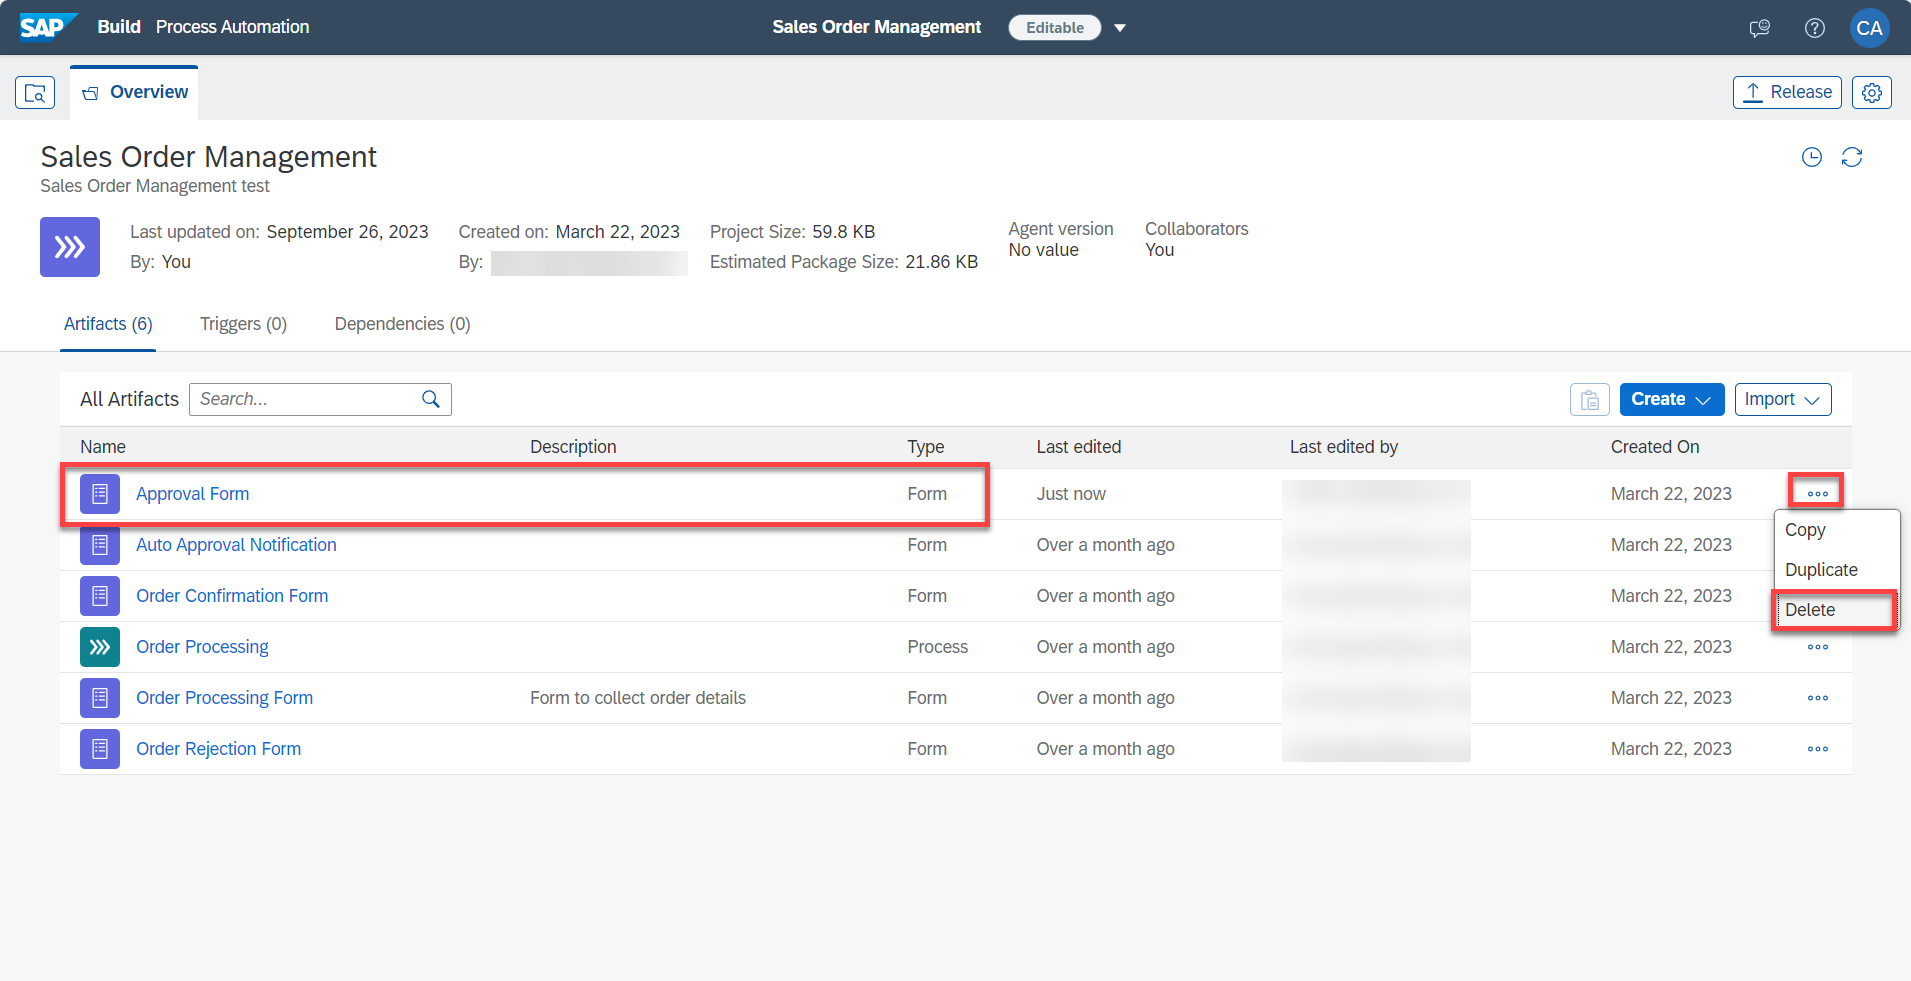 SAP Build Process Automation Sales Order Management Editable CA
Overview Release
Sales Order Management
Sales Order Management test
Last updated on: September 26, 2023 Created on: March 22, 2023 Project Size: 59.8 KB Agent version Collaborators
By: You By: Estimated Package Size: 21.86 KB No value You
Artifacts (6) Triggers (0) Dependencies (0)
All Artifacts Search... Create Import
Name Description Type Last edited Last edited by Created On
Approval Form Form Just now March 22, 2023
Copy
Auto Approval Notification Form Over a month ago March 22, 2023
Duplicate
Order Confirmation Form Form Over a month ago March 22, 2023
Delete
Order Processing Process Over a month ago March 22, 2023
Order Processing Form Form to collect order details Form Over a month ago March 22, 2023
Order Rejection Form Form Over a month ago March 22, 2023